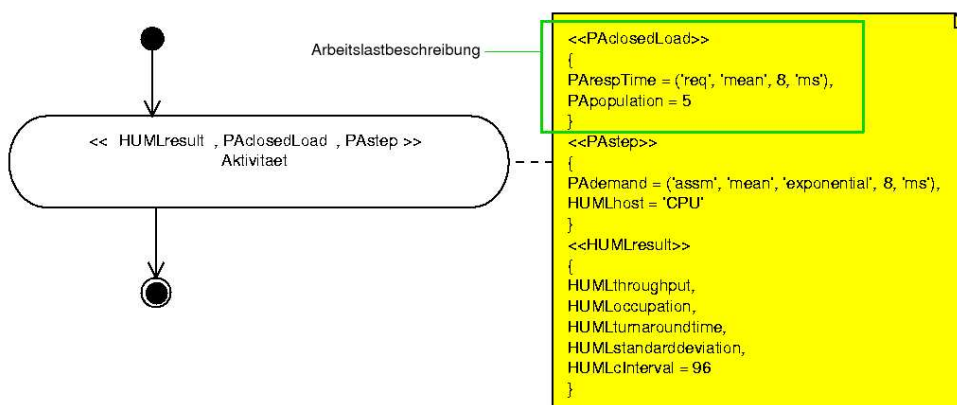 Arbeitslastbeschreibung
<<PAclosedLoad>>
{
PArespTime = ('req', 'mean', 8, 'ms'),
PApopulation = 5
}
<<PAstep>>
{
PAdemand = ('assm', 'mean', 'exponential', 8, 'ms'),
HUMLhost = 'CPU'
}
<<HUMLresult>>
{
HUMLthroughput,
HUMLoccupation,
HUMLturnaroundtime,
HUMLstandarddeviation,
HUMLcInterval = 96
}
<< HUMLresult , PAclosedLoad , PAstep >>
Aktivitaet